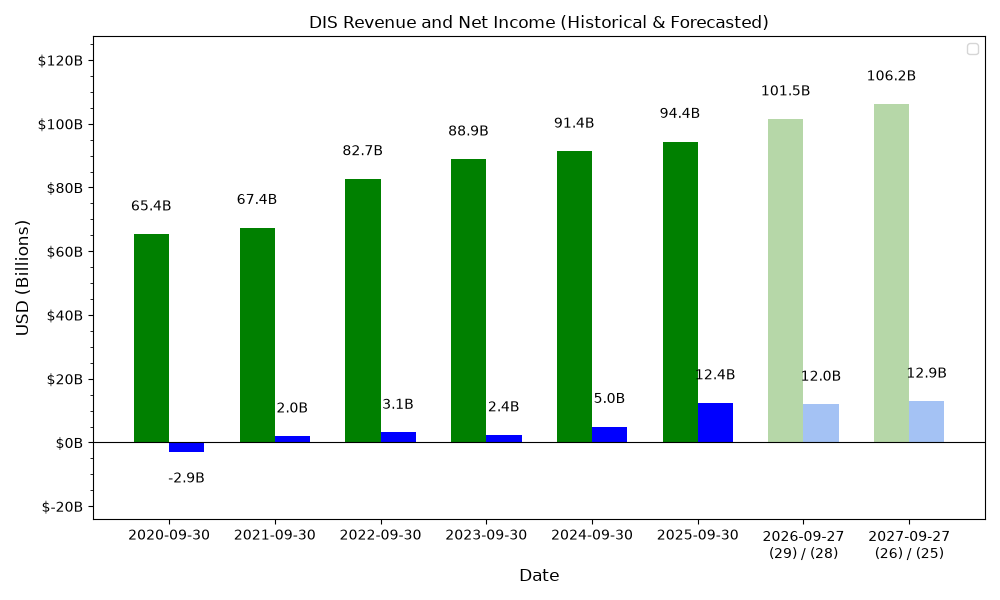 DIS Revenue and Net Income (Historical & Forecasted)
USD (Billions)
$120B
$100B
$80B
$60B
$40B
$20B
$0B
$-20B
65.4B
-2.9B
67.4B
2.0B
82.7B
3.1B
88.9B
2.4B
91.4B
5.0B
94.4B
12.4B
101.5B
12.0B
106.2B
12.9B
2020-09-30
2021-09-30
2022-09-30
2023-09-30
2024-09-30
2025-09-30
2026-09-27
(29) / (28)
2027-09-27
(26) / (25)
Date